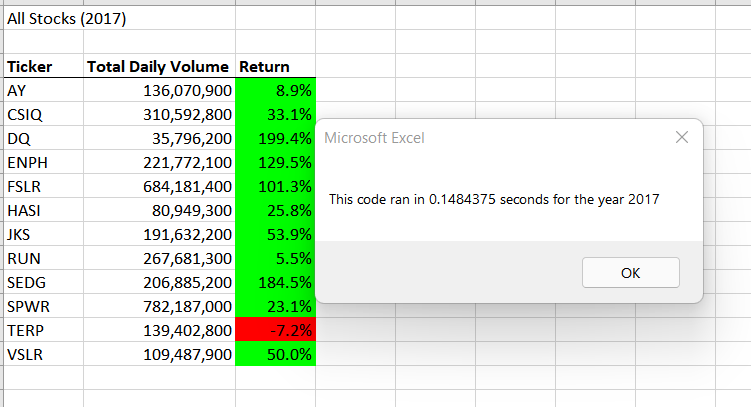 All Stocks (2017)
Ticker Total Daily Volume Return
AY 136,070,900 8.9%
CSIQ 310,592,800 33.1%
DQ 35,796,200 199.4%
Microsoft Excel
ENPH 221,772,100 129.5%
FSLR 684,181,400 101.3%
This code ran in 0.1484375 seconds for the year 2017
HASI 80,949,300 25.8%
JKS 191,632,200 53.9%
RUN 267,681,300 5.5%
SEDG 206,885,200 184.5%
OK
SPWR 782,187,000 23.1%
TERP 139,402,800 -7.2%
VSLR 109,487,900 50.0%